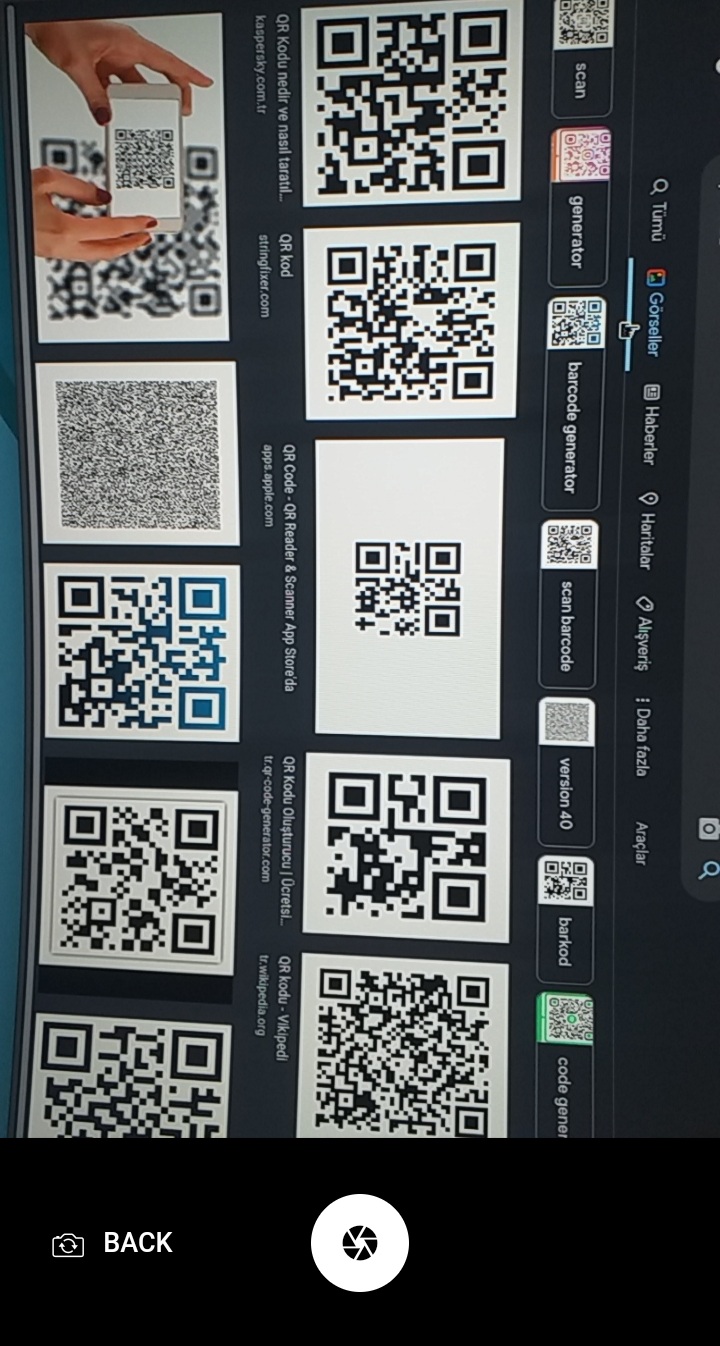 Tümü
Görseller
Haberler
Haritalar
Alışveriş
Daha fazla
Araçlar
scan
generator
barcode generator
scan barcode
version 40
barkod
code gener
QR Kodu nedir ve nasıl taratıl...
kaspersky.com.tr
QR kod
stringfixer.com
QR Code - QR Reader & Scanner App Store'da
apps.apple.com
QR Kodu Oluşturucu | Ücretsi...
tr.qr-code-generator.com
QR kodu - Vikipedi
tr.wikipedia.org
BACK